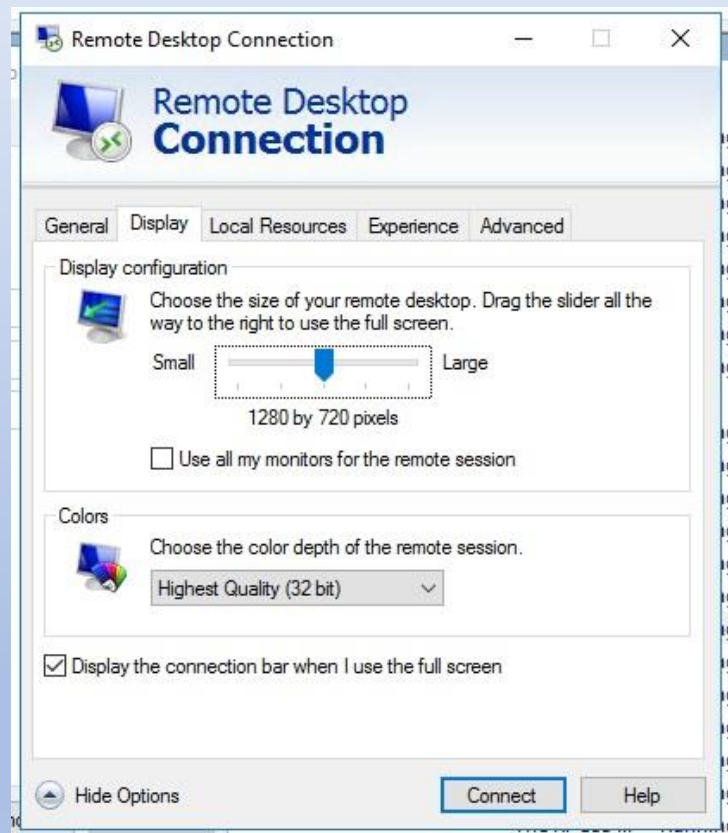 Remote Desktop Connection
Remote Desktop
Connection
General Display Local Resources Experience Advanced
Display configuration
Choose the size of your remote desktop. Drag the slider all the
way to the right to use the full screen.
Small Large
1280 by 720 pixels
Use all my monitors for the remote session
Colors
Choose the color depth of the remote session.
Highest Quality (32 bit)
Display the connection bar when I use the full screen
Hide Options Connect Help